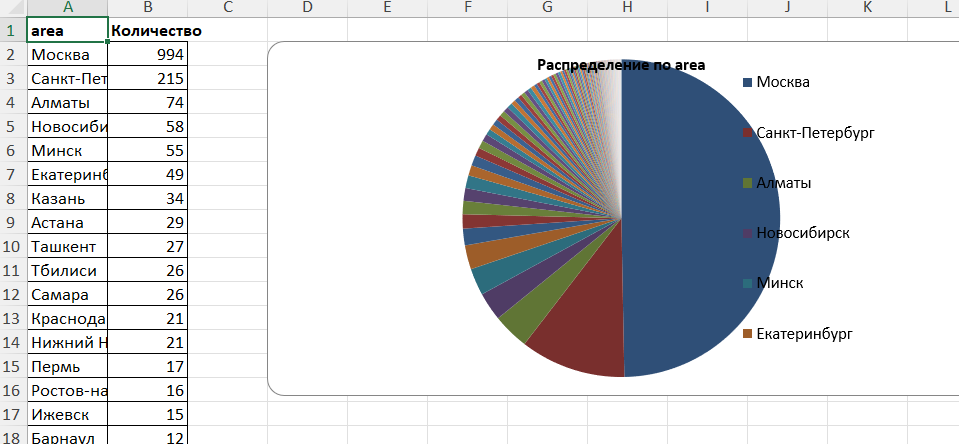 A B C D E F G H I J K L
1 area Количество
2 Москва 994
3 Санкт-Пет 215
4 Алматы 74
5 Новосиби 58
6 Минск 55
7 Екатеринб 49
8 Казань 34
9 Астана 29
10 Ташкент 27
11 Тбилиси 26
12 Самара 26
13 Краснода 21
14 Нижний Н 21
15 Пермь 17
16 Ростов-на 16
17 Ижевск 15
18 Барнаул 12
Распределение по area
Москва
Санкт-Петербург
Алматы
Новосибирск
Минск
Екатеринбург